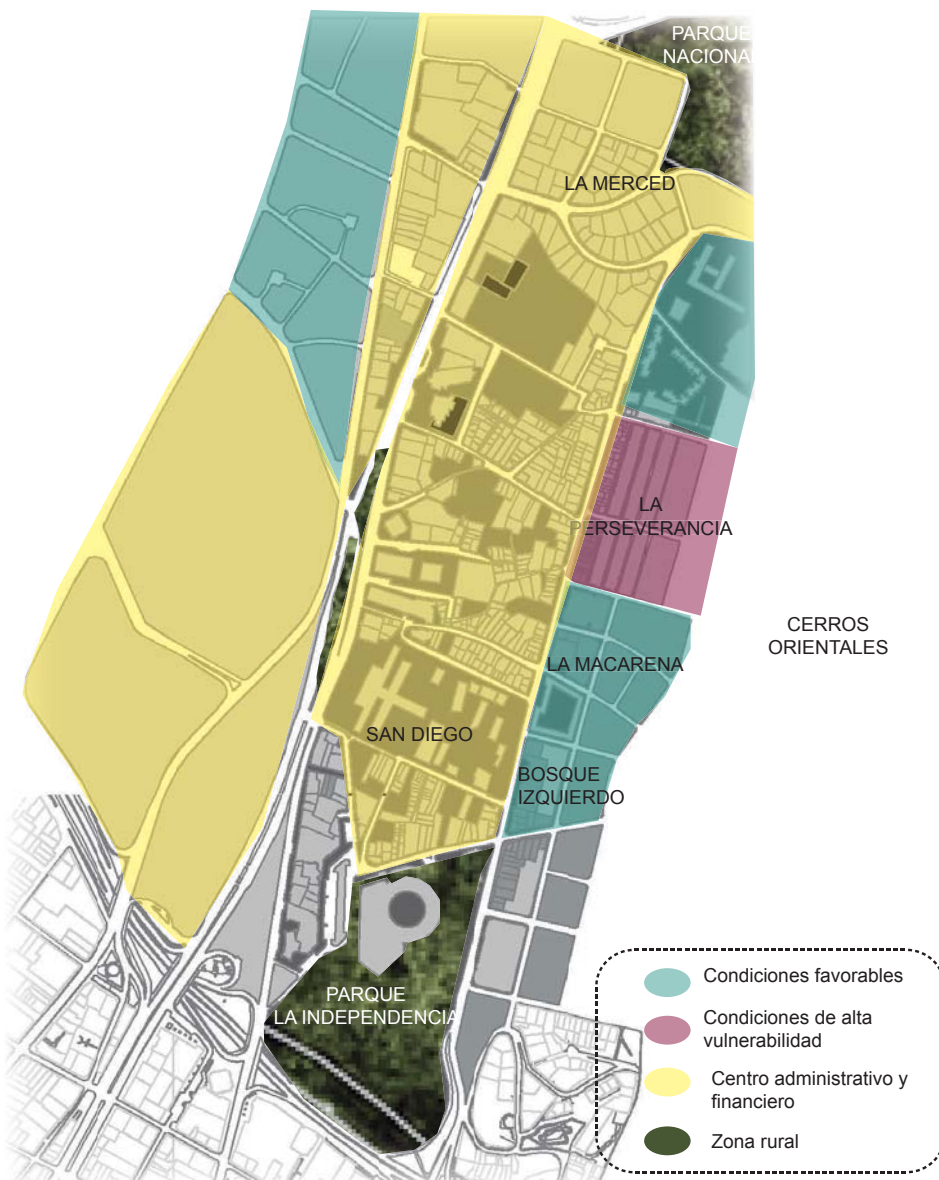 PARQUE
NACIONAL
LA MERCED
LA
PERSEVERANCIA
CERROS
ORIENTALES
LA MACARENA
SAN DIEGO
BOSQUE
IZQUIERDO
PARQUE
LA INDEPENDENCIA
Condiciones favorables
Condiciones de alta
vulnerabilidad
Centro administrativo y
financiero
Zona rural